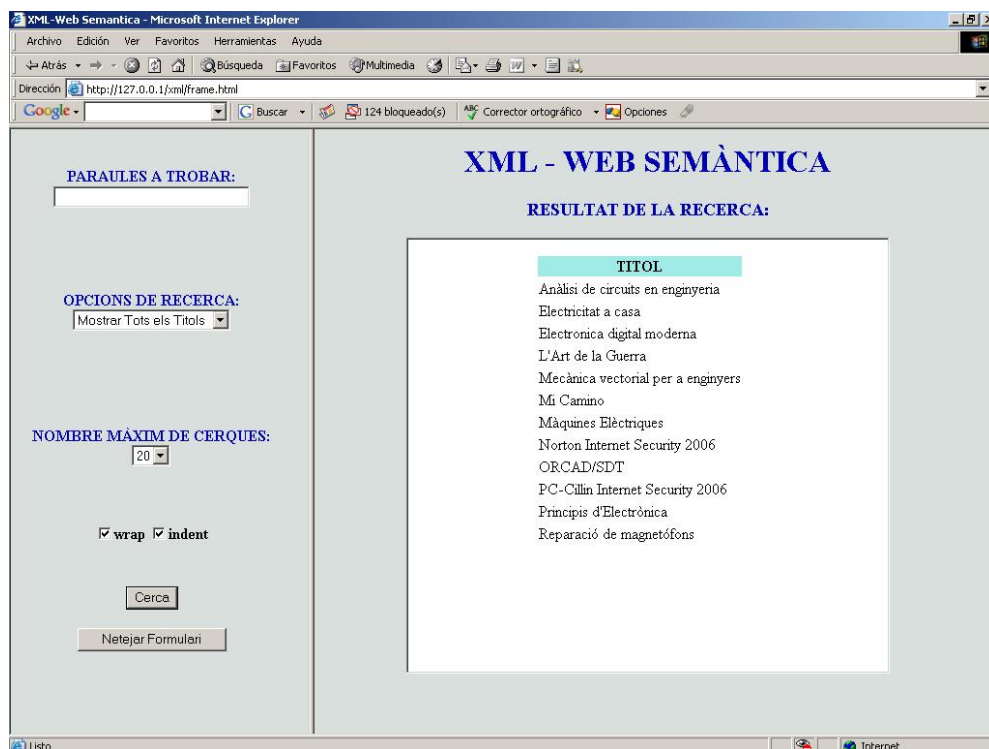 XML-Web Semantica - Microsoft Internet Explorer
Archivo Edición Ver Favoritos Herramientas Ayuda
Atrás Búsqueda Favoritos Multimedia
Dirección http://127.0.0.1/xml/frame.html
Google Buscar 124 bloqueado(s) ABC Corrector ortográfico Opciones
PARAULES A TROBAR:
OPCIONS DE RECERCA:
Mostrar Tots els Titols
NOMBRE MÀXIM DE CERQUES:
20
wrap indent
Cerca
Netejar Formulari
XML - WEB SEMÀNTICA
RESULTAT DE LA RECERCA:
TITOL
Anàlisi de circuits en enginyeria
Electricitat a casa
Electronica digital moderna
L'Art de la Guerra
Mecànica vectorial per a enginyers
Mi Camino
Màquines Elèctriques
Norton Internet Security 2006
ORCAD/SDT
PC-Cillin Internet Security 2006
Principis d'Electrònica
Reparació de magnetófons
Listo Internet